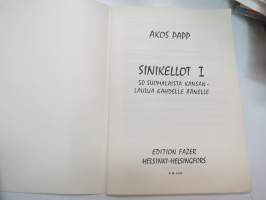 AKOS PAPP
SINIKELLOT I
50 SUOMALAISTA KANSAN-
LAULUA KAHDELLE ÄÄNELLE
EDITION FAZER
HELSINKI-HELSINGFORS